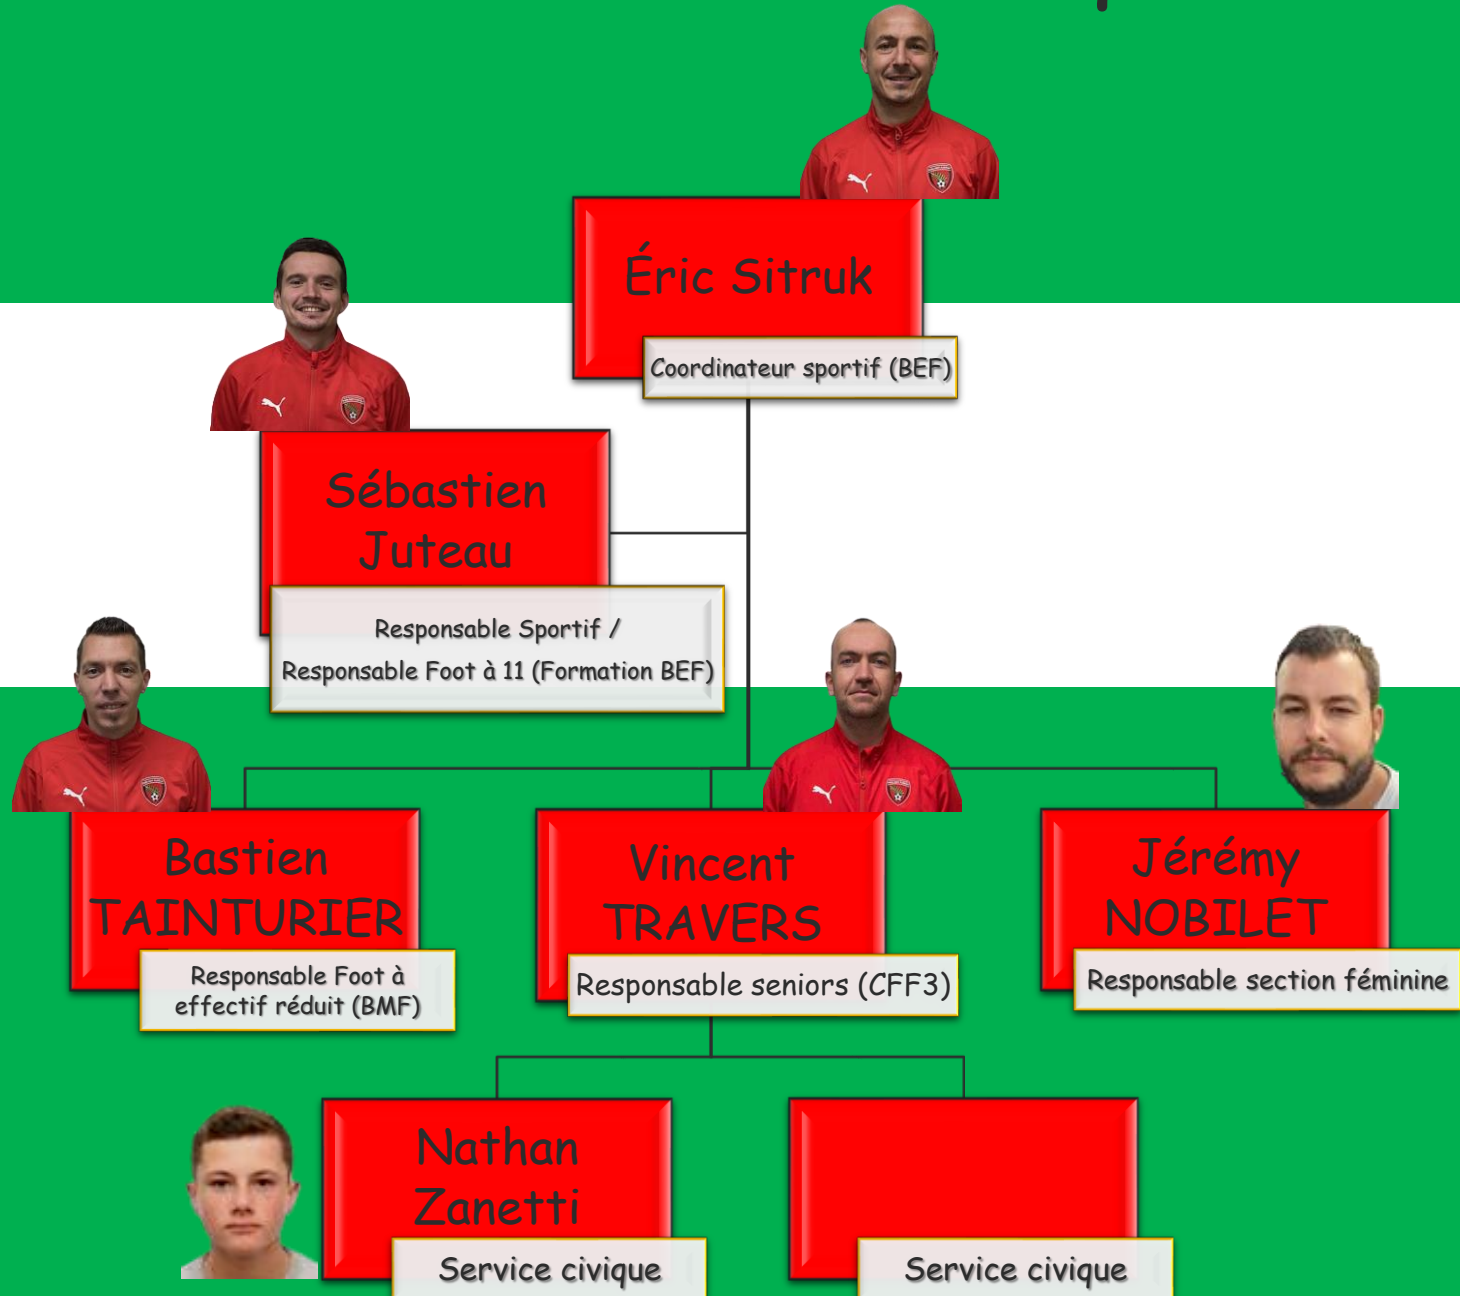 Éric Sitruk
Coordinateur sportif (BEF)
Sébastien
Juteau
Responsable Sportif /
Responsable Foot à 11 (Formation BEF)
Bastien
TAINTURIER
Responsable Foot à
effectif réduit (BMF)
Vincent
TRAVERS
Responsable seniors (CFF3)
Jérémy
NOBILET
Responsable section féminine
Nathan
Zanetti
Service civique
Service civique